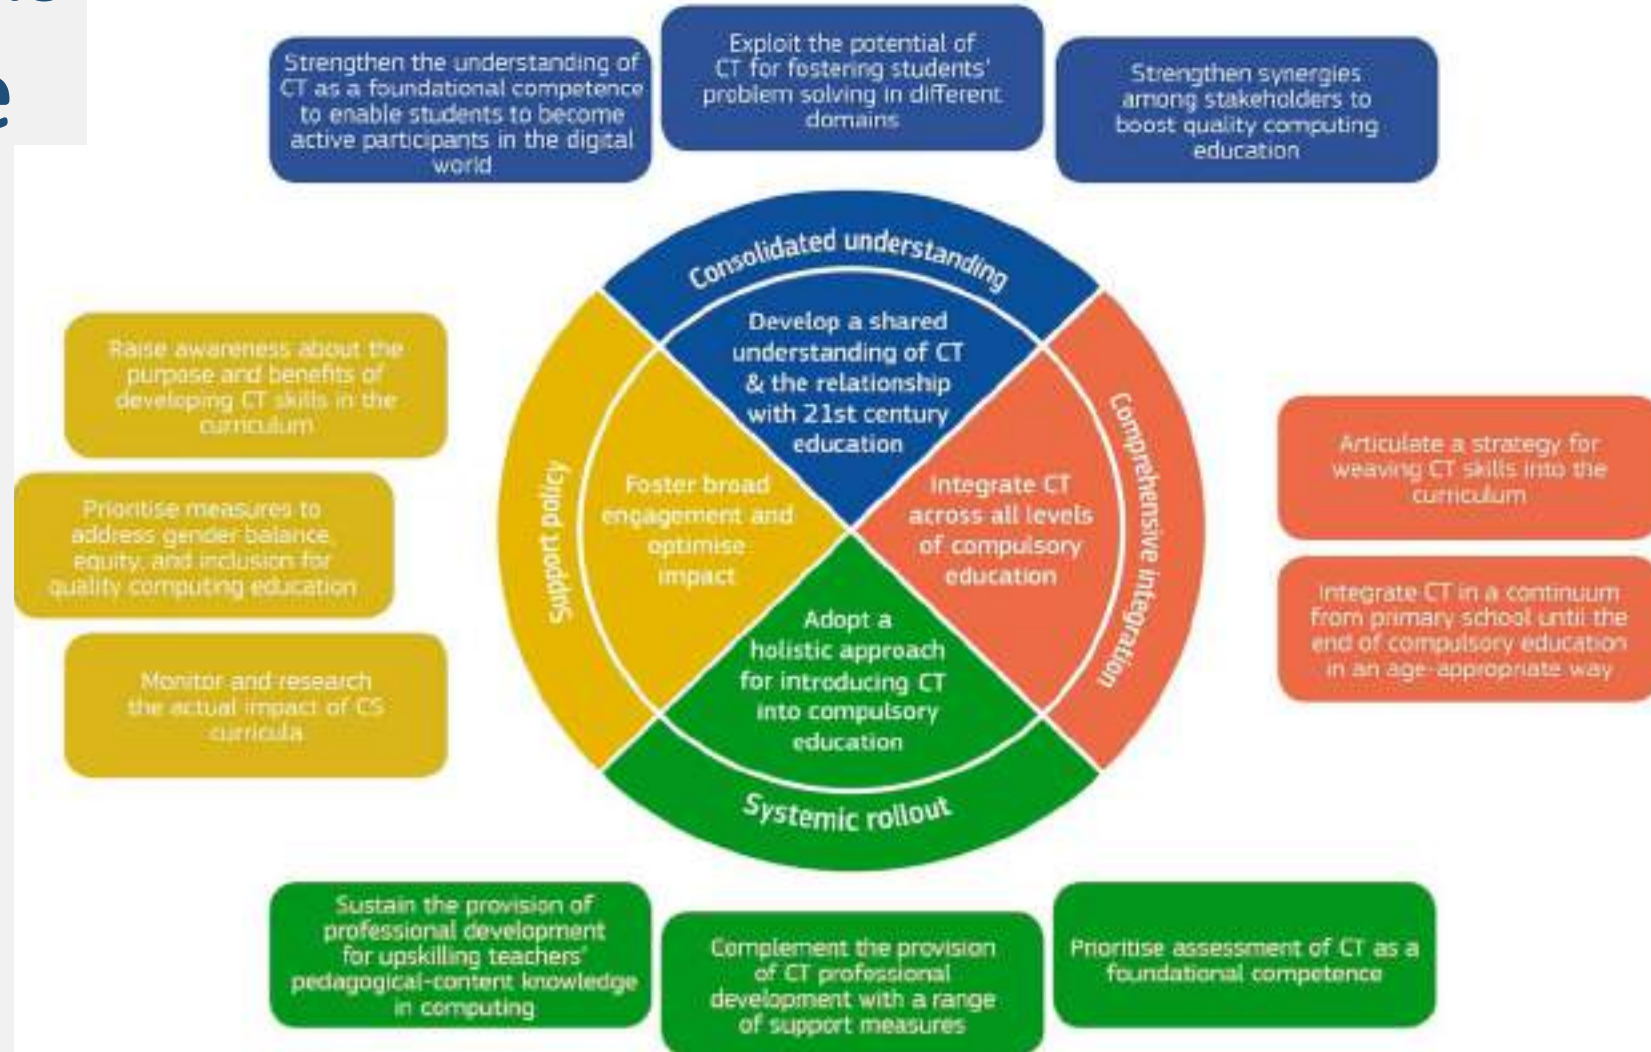 e
Strengthen the understanding of
CT as a foundational competence
to enable students to become
active participants in the digital
world
Exploit the potential of
CT for fostering students'
problem solving in different
domains
Strengthen synergies
among stakeholders to
boost quality computing
education
Consolidated understanding
Develop a shared
understanding of CT
& the relationship
with 21st century
education
Raise awareness about the
purpose and benefits of
developing CT skills in the
curriculum
Prioritise measures to
address gender balance,
equity, and inclusion for
quality computing education
Monitor and research
the actual impact of CS
curricula
Support policy
Foster broad
engagement and
optimise
impact
Integrate CT
across all levels
of compulsory
education
Comprehensive integration
Articulate a strategy for
weaving CT skills into the
curriculum
Integrate CT in a continuum
from primary school until the
end of compulsory education
in an age-appropriate way
Adopt a
holistic approach
for introducing CT
into compulsory
education
Systemic rollout
Sustain the provision of
professional development
for upskilling teachers'
pedagogical-content knowledge
in computing
Complement the provision
of CT professional
development with a range
of support measures
Prioritise assessment of CT as a
foundational competence